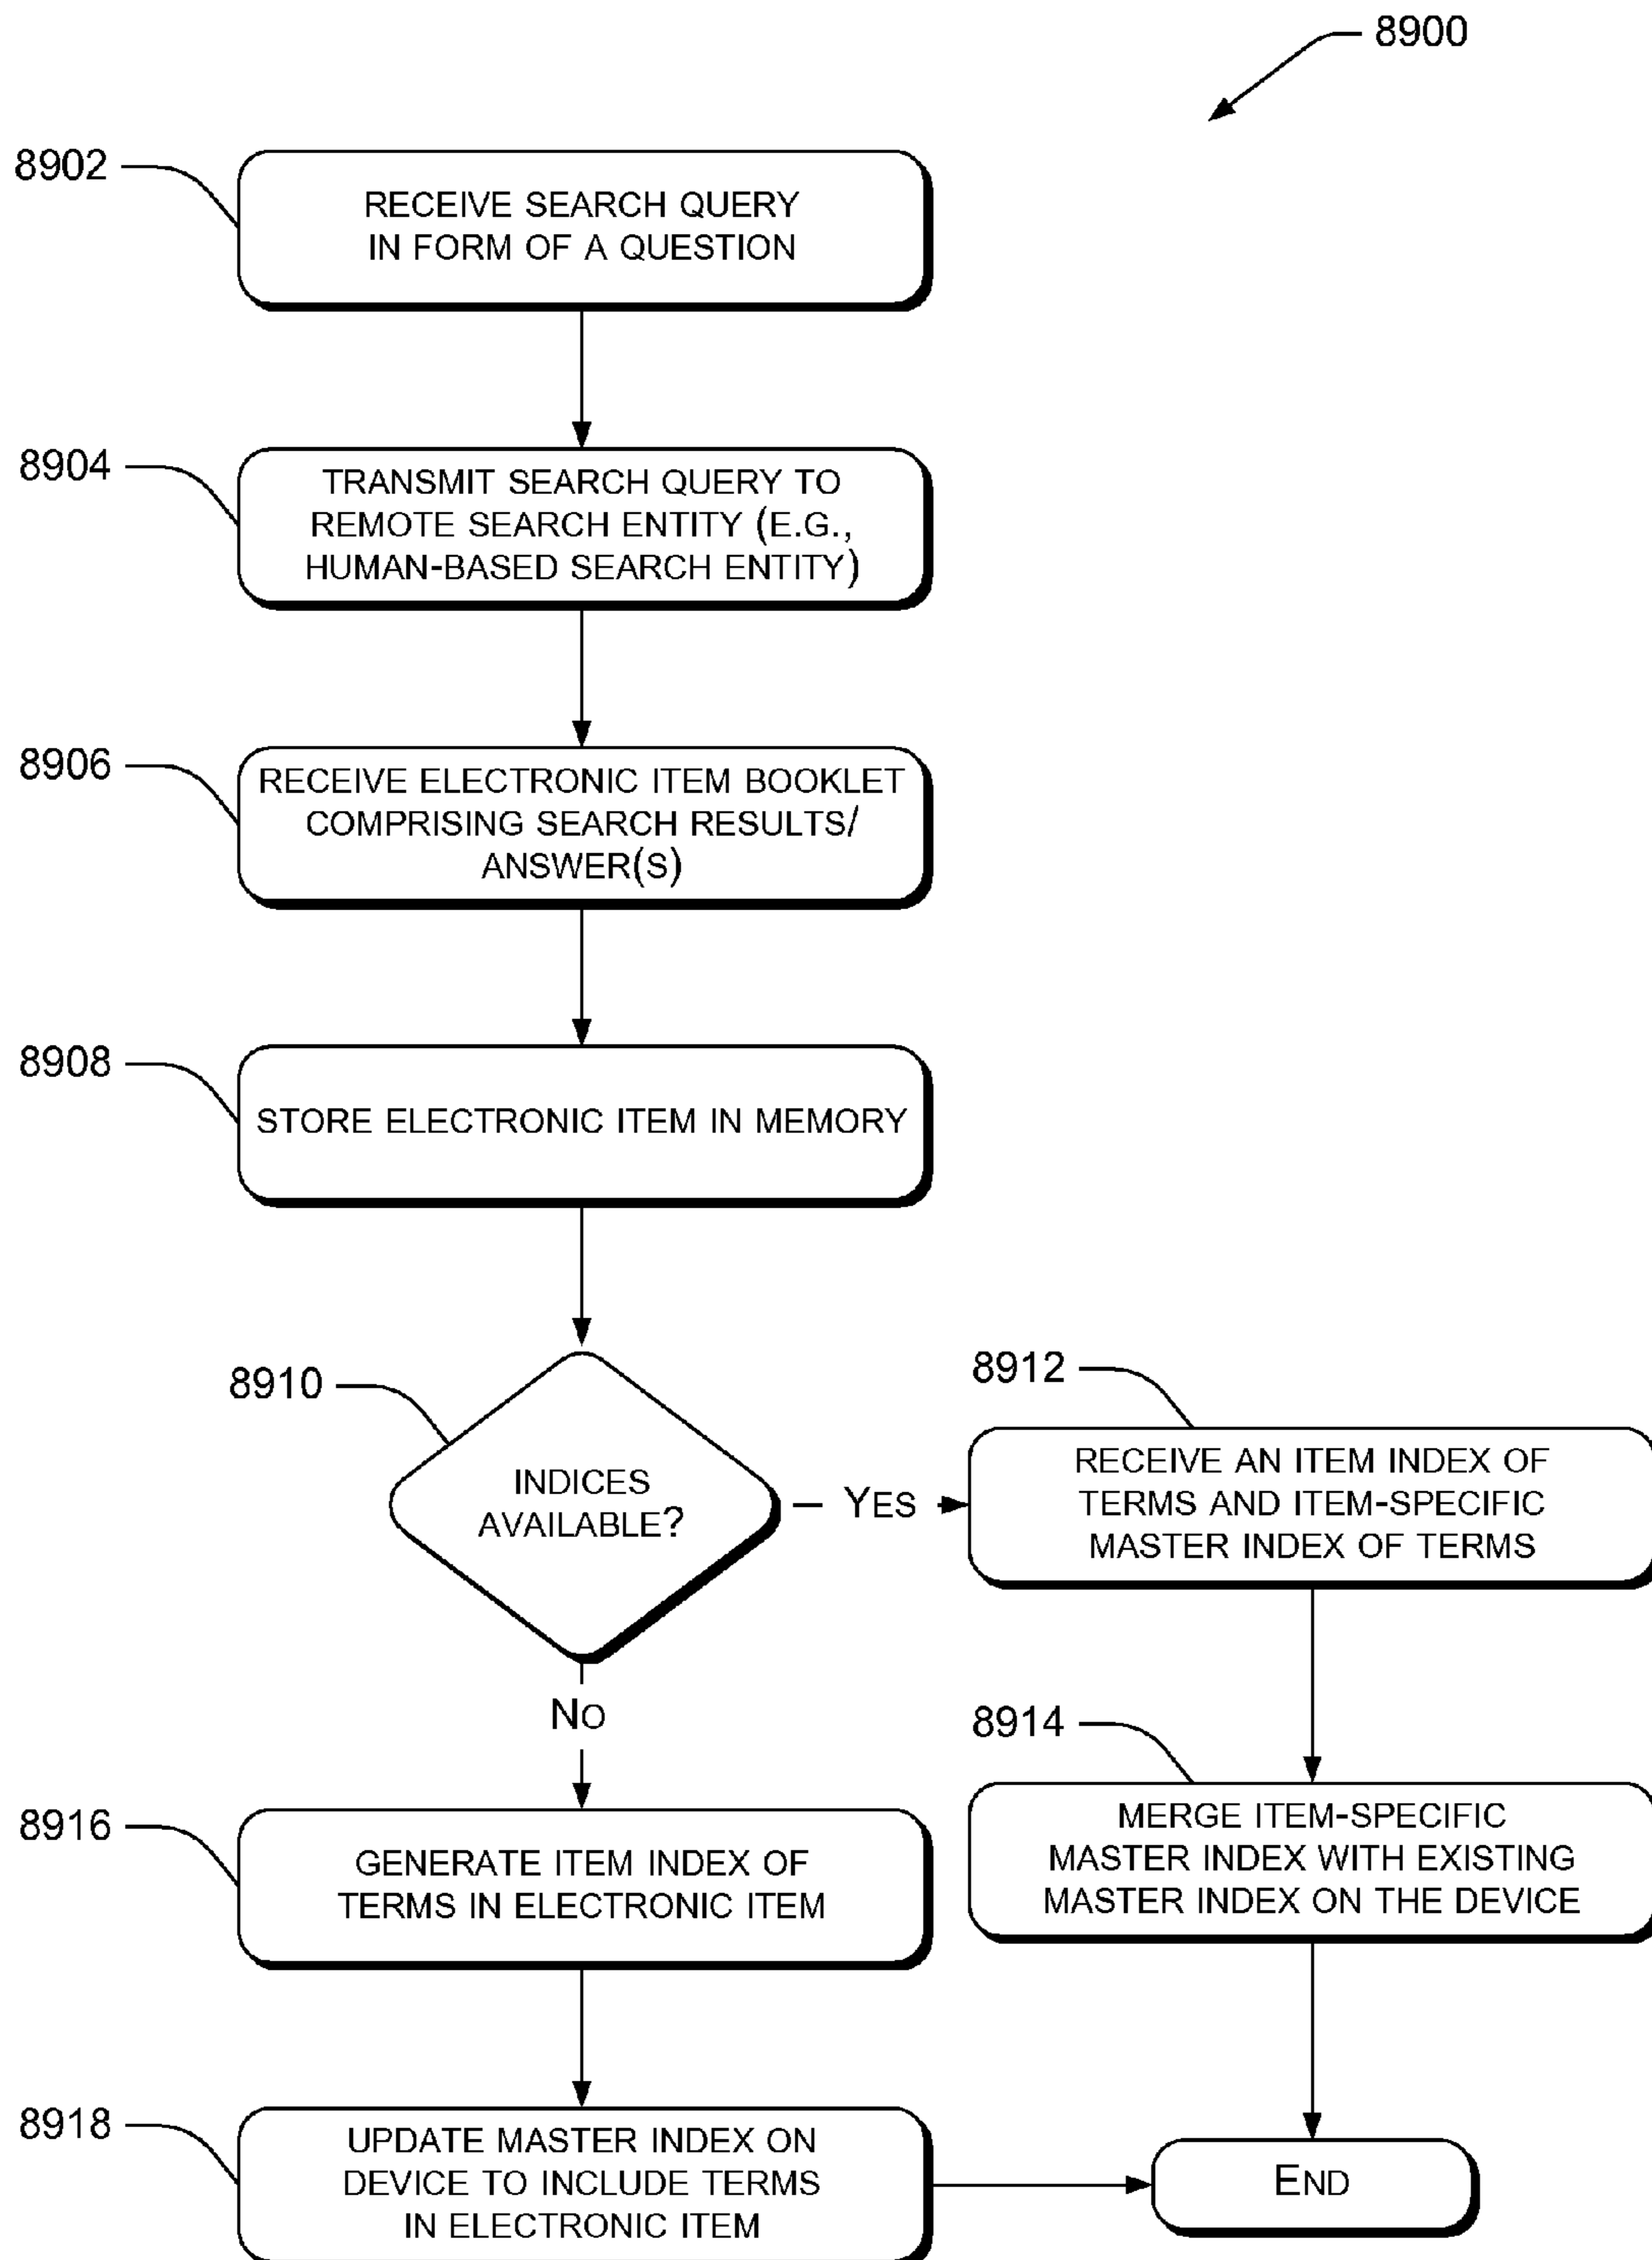 8900
8902
RECEIVE SEARCH QUERY
IN FORM OF A QUESTION
8904
TRANSMIT SEARCH QUERY TO
REMOTE SEARCH ENTITY (E.G.,
HUMAN-BASED SEARCH ENTITY)
8906
RECEIVE ELECTRONIC ITEM BOOKLET
COMPRISING SEARCH RESULTS/
ANSWER(S)
8908
STORE ELECTRONIC ITEM IN MEMORY
8910
INDICES
AVAILABLE?
YES
8912
RECEIVE AN ITEM INDEX OF
TERMS AND ITEM-SPECIFIC
MASTER INDEX OF TERMS
NO
8914
MERGE ITEM-SPECIFIC
MASTER INDEX WITH EXISTING
MASTER INDEX ON THE DEVICE
8916
GENERATE ITEM INDEX OF
TERMS IN ELECTRONIC ITEM
8918
UPDATE MASTER INDEX ON
DEVICE TO INCLUDE TERMS
IN ELECTRONIC ITEM
END